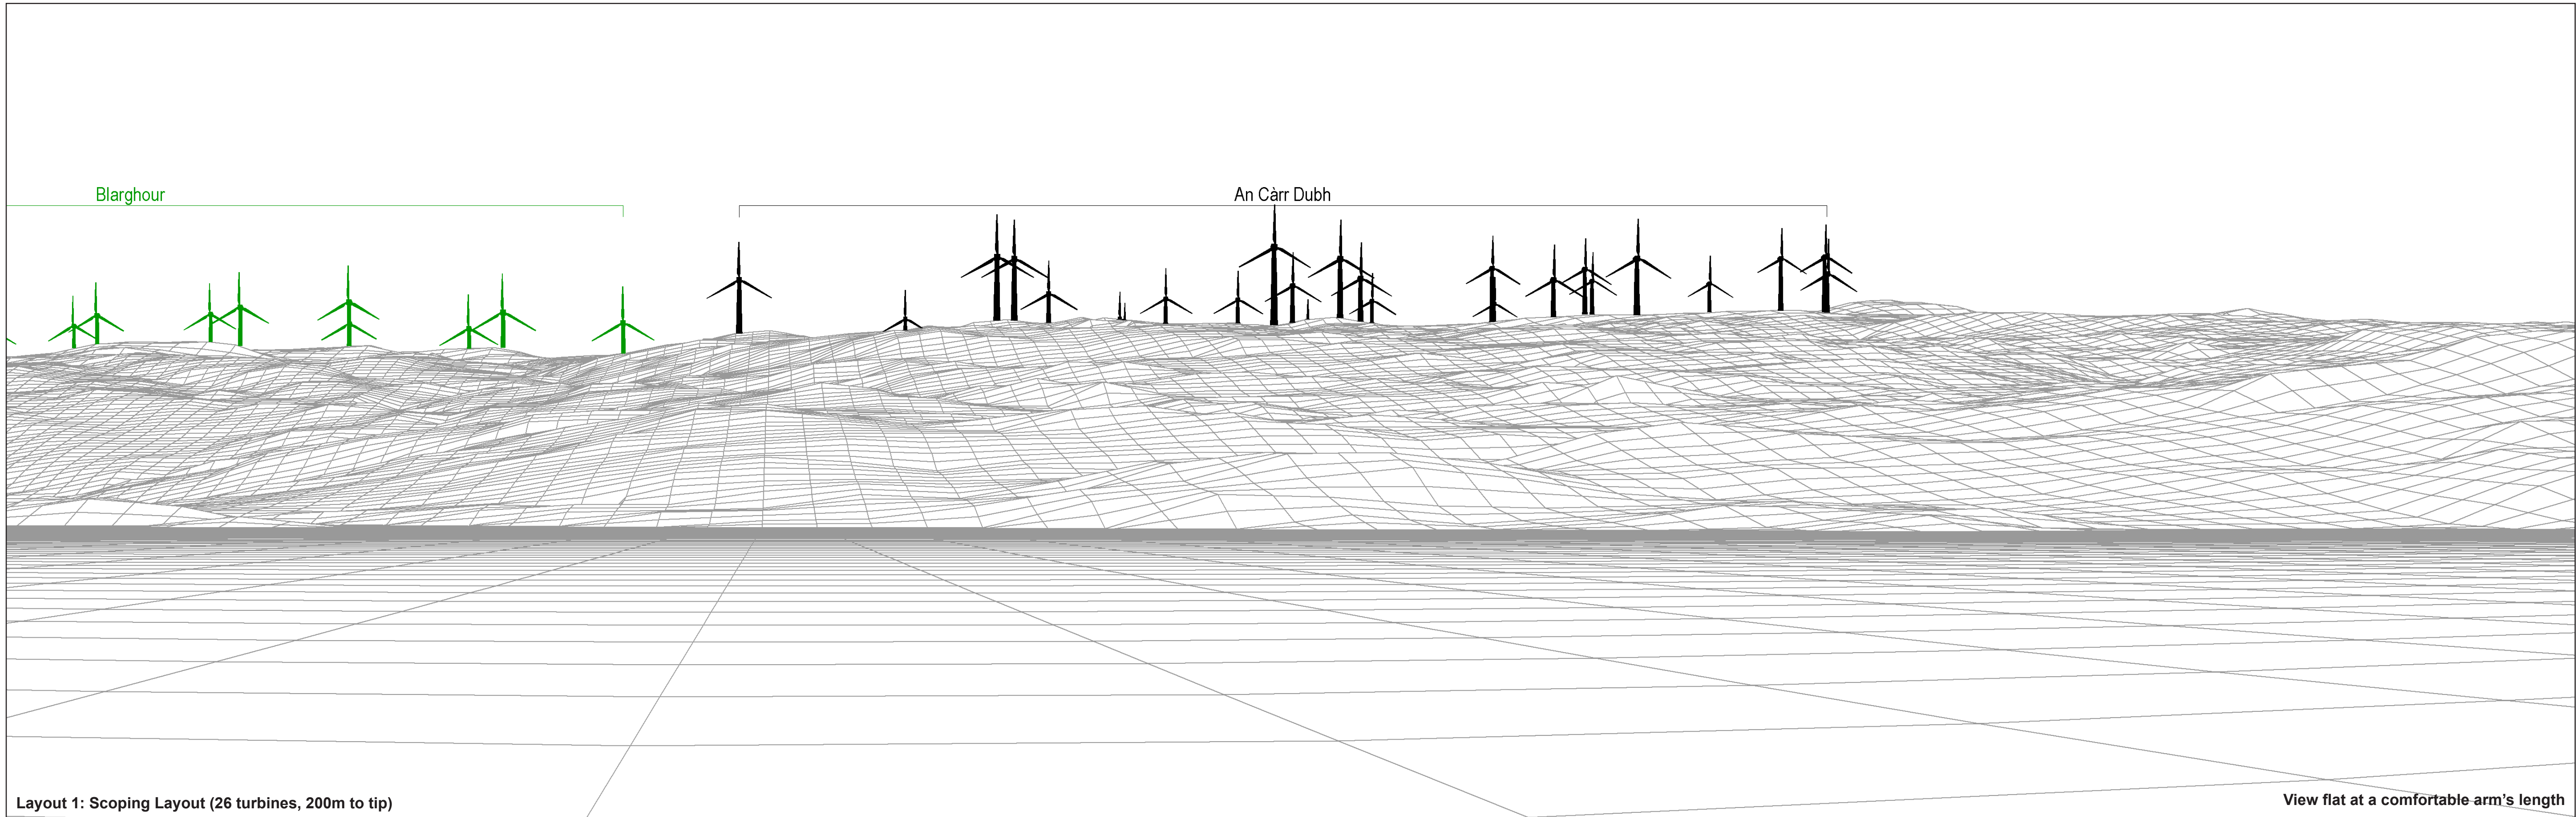 Blarghour
An Càrr Dubh
Layout 1: Scoping Layout (26 turbines, 200m to tip)
View flat at a comfortable arm's length